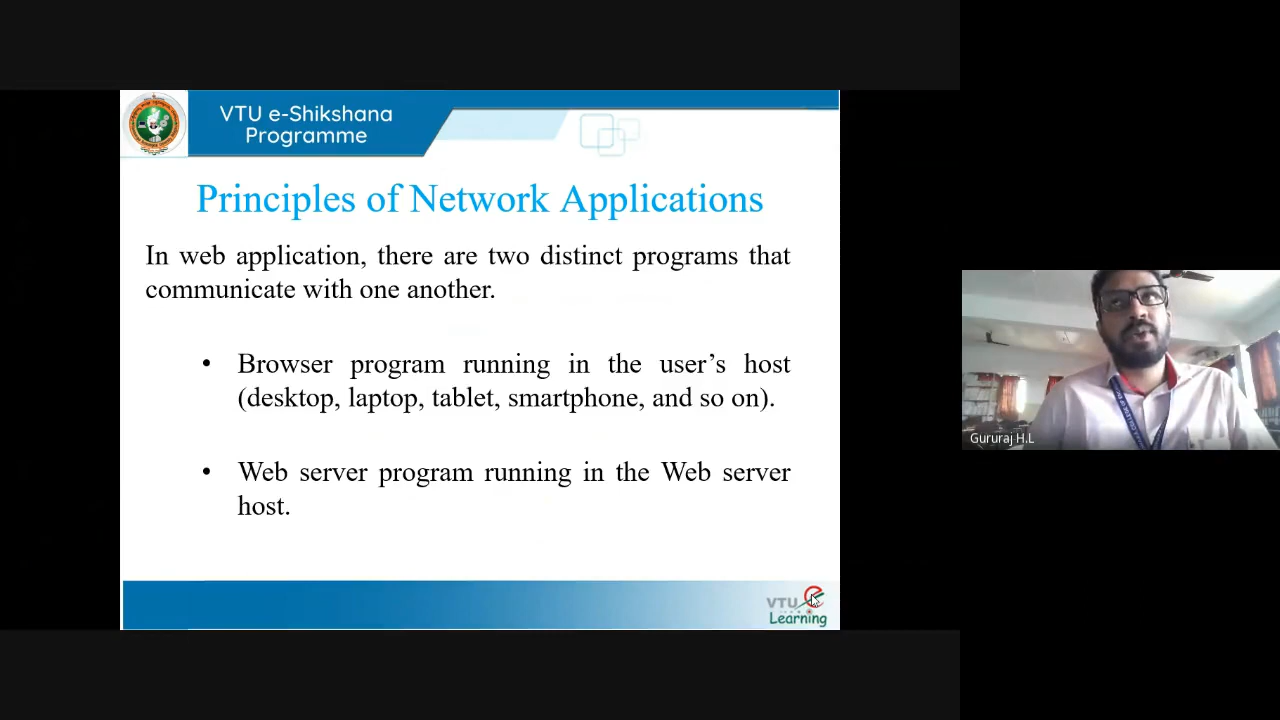 VTU e-Shikshana
Programme
Principles of Network Applications
In web application, there are two distinct programs that
communicate with one another.
• Browser program running in the user's host
(desktop, laptop, tablet, smartphone, and so on).
• Web server program running in the Web server
host.
VTU
Learning
Gururaj H.L